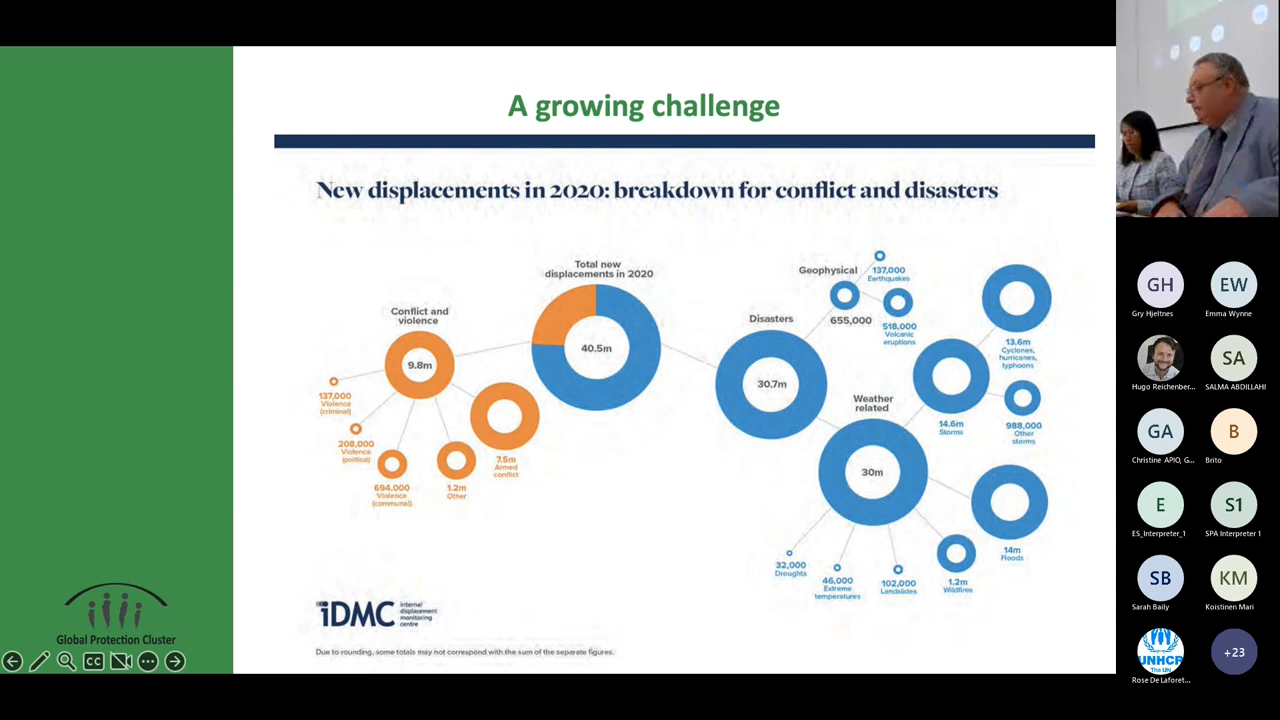 A growing challenge
New displacements in 2020: breakdown for conflict and disasters
Total new
displacements in 2020
40.5m
Conflict and
violence
9.8m
137,000
Violence
(criminal)
208,000
Violence
(political)
694,000
Violence
(communal)
1.2m
Other
7.5m
Armed
conflict
Disasters
30.7m
Geophysical
655,000
137,000
Earthquakes
518,000
Volcanic
eruptions
Weather
related
30m
14.6m
Storms
13.6m
Cyclones,
hurricanes,
typhoons
988,000
Other
storms
14m
Floods
1.2m
Wildfires
102,000
Landslides
46,000
Extreme
temperatures
32,000
Droughts
iDMC
internal
displacement
monitoring
centre
Due to rounding, some totals may not correspond with the sum of the separate figures.
Global Protection Cluster
CC
GH
Gry Hjeltnes
EW
Emma Wynne
Hugo Reichenber...
SA
SALMA ABDILLAHI
GA
Christine APIO, G...
B
Brito
E
ES_Interpreter_1
S1
SPA Interpreter 1
SB
Sarah Baily
KM
Koistinen Mari
UNHCR
The UN
Rose De Laforet...
+23